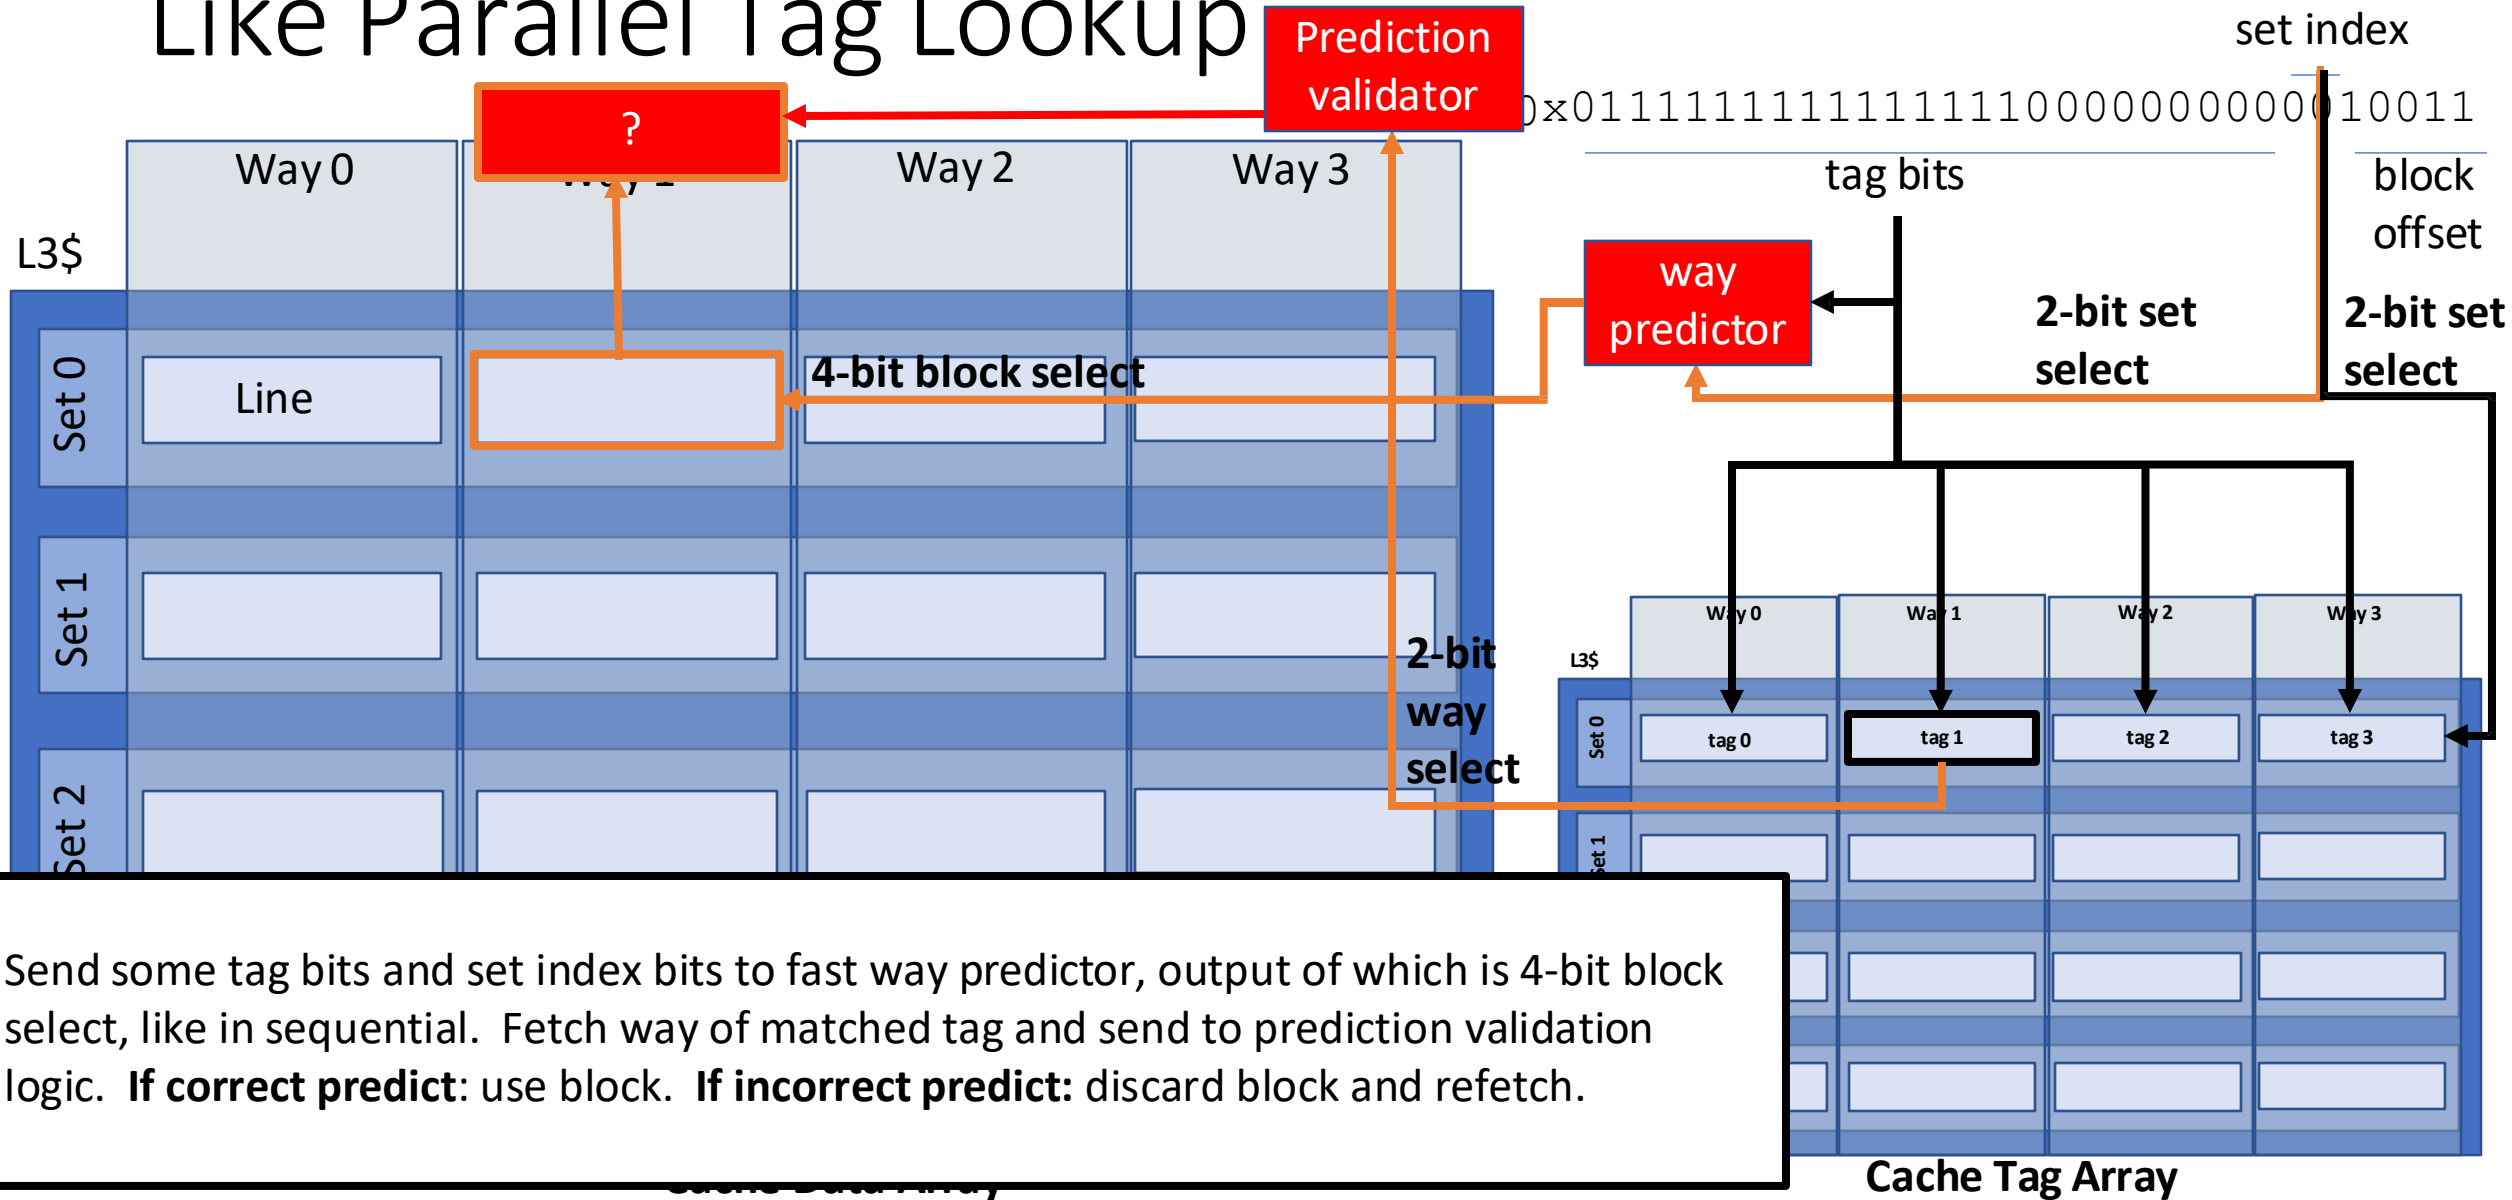 Like Parallel Tag Lookup
Prediction
validator
set index
0x0111111111111110000000000010011
?
Way 0
Way 1
Way 2
Way 3
tag bits
block
offset
L3$
way
predictor
2-bit set
select
2-bit set
select
Set 0
Line
4-bit block select
Set 1
2-bit
way
select
Set 2
Way 0
Way 1
Way 2
Way 3
L3$
Set 0
tag 0
tag 1
tag 2
tag 3
Set 1
Send some tag bits and set index bits to fast way predictor, output of which is 4-bit block
select, like in sequential. Fetch way of matched tag and send to prediction validation
logic. If correct predict: use block. If incorrect predict: discard block and refetch.
Cache Data Array
Cache Tag Array